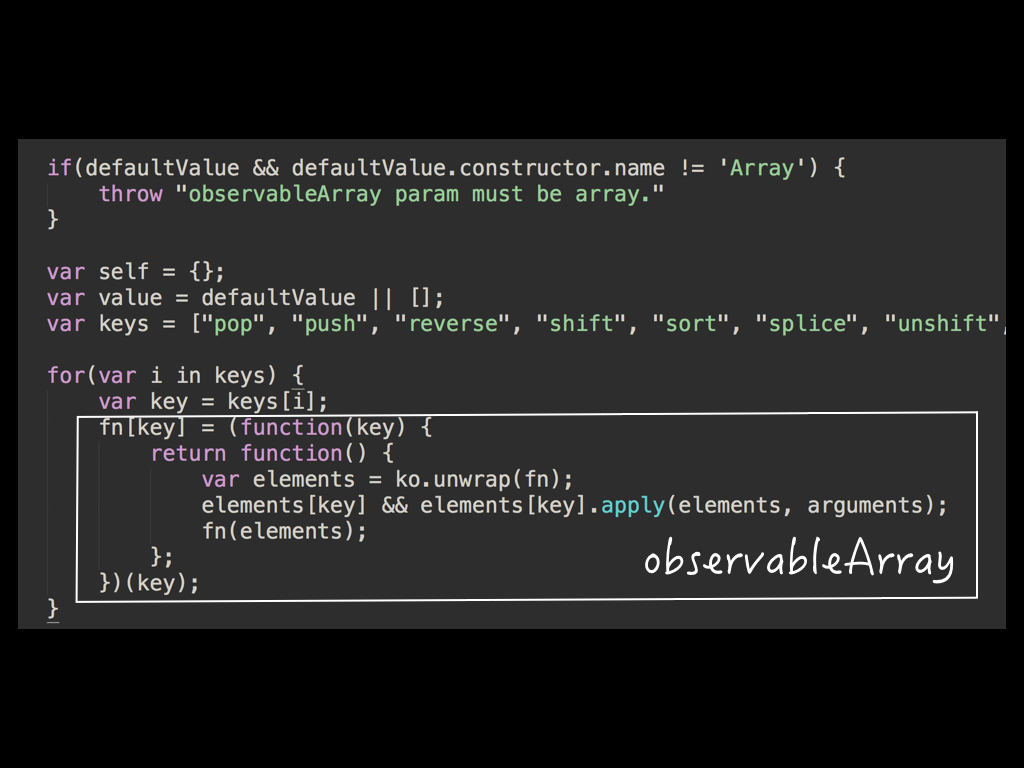 if(defaultValue && defaultValue.constructor.name != 'Array') {
    throw "observableArray param must be array."
}

var self = {};
var value = defaultValue || [];
var keys = ["pop", "push", "reverse", "shift", "sort", "splice", "unshift",

for(var i in keys) {
    var key = keys[i];
    fn[key] = (function(key) {
        return function() {
            var elements = ko.unwrap(fn);
            elements[key] && elements[key].apply(elements, arguments);
            fn(elements);
        };
    })(key);
}
observableArray